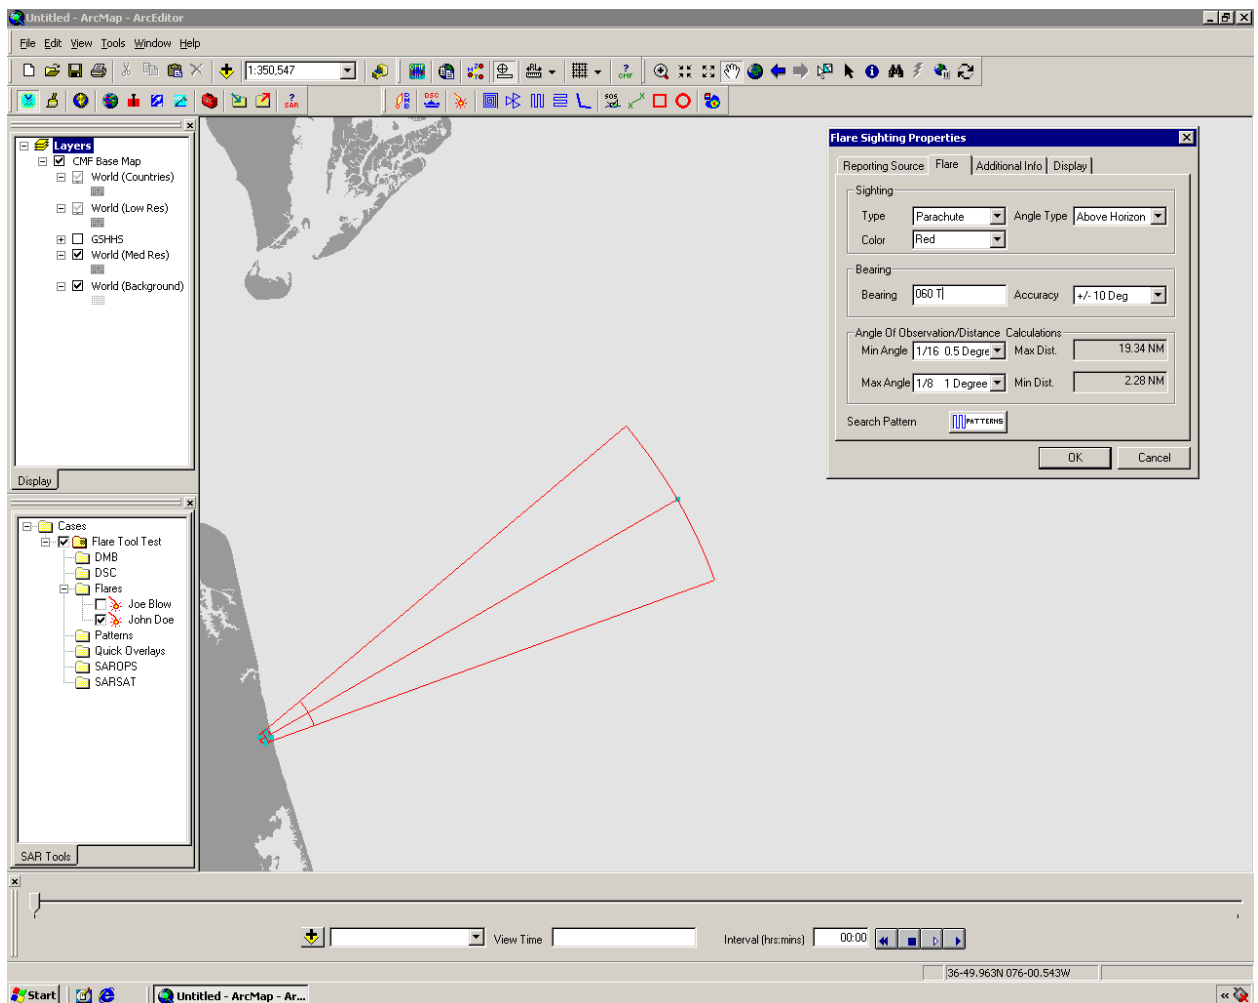 Untitled - ArcMap - ArcEditor
File Edit View Tools Window Help
1:350,547
? CMF
? SAR
DSC
SOS
Layers
CMF Base Map
World (Countries)
World (Low Res)
GSHHS
World (Med Res)
World (Background)
Display
Cases
Flare Tool Test
DMB
DSC
Flares
Joe Blow
John Doe
Patterns
Quick Overlays
SAROPS
SARSAT
SAR Tools
Flare Sighting Properties
Reporting Source Flare Additional Info Display
Sighting
Type Parachute Angle Type Above Horizon
Color Red
Bearing
Bearing 060 T Accuracy +/- 10 Deg
Angle Of Observation/Distance Calculations
Min Angle 1/16 0.5 Degre Max Dist. 19.34 NM
Max Angle 1/8 1 Degree Min Dist. 2.28 NM
Search Pattern PATTERNS
OK Cancel
View Time Interval (hrs:mins) 00:00
36-49.963N 076-00.543W
Start Untitled - ArcMap - Ar...